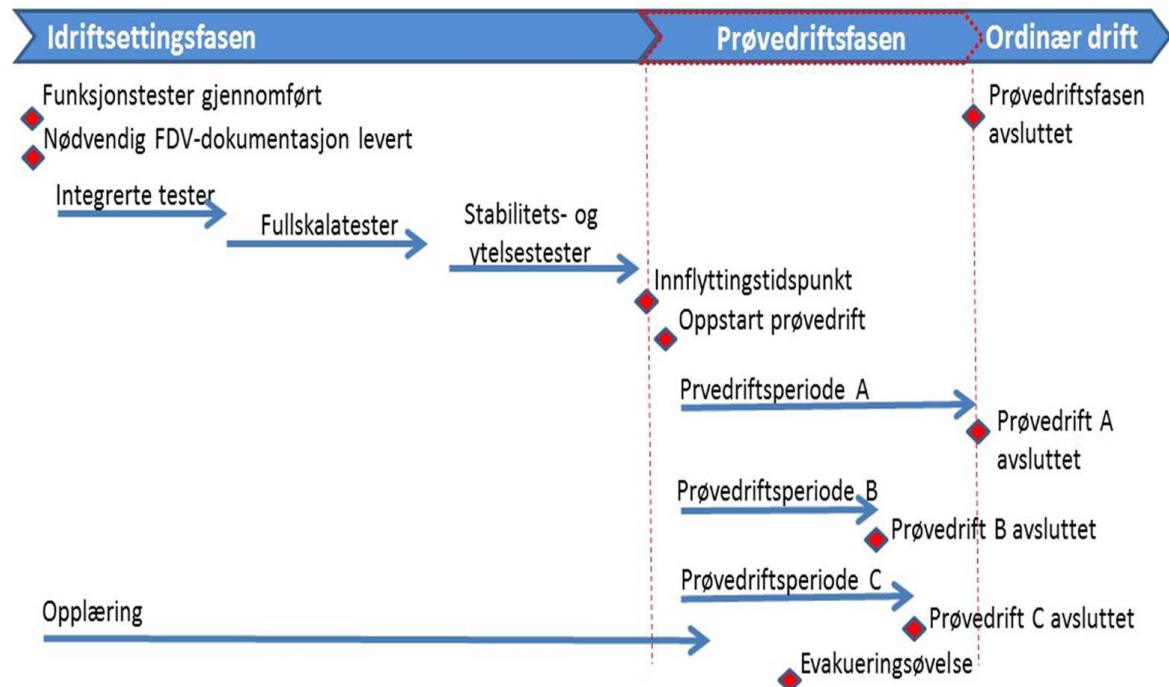 Idriftsettingsfasen
Prøvedriftsfasen
Ordinær drift
Funksjonstester gjennomført
Nødvendig FDV-dokumentasjon levert
Prøvedriftsfasen
avsluttet
Integrerte tester
Fullskalatester
Stabilitets- og
ytelsestester
Innflyttingstidspunkt
Oppstart prøvedrift
Prvedriftsperiode A
Prøvedrift A
avsluttet
Prøvedriftsperiode B
Prøvedrift B avsluttet
Prøvedriftsperiode C
Opplæring
Prøvedrift C avsluttet
Evakueringsøvelse